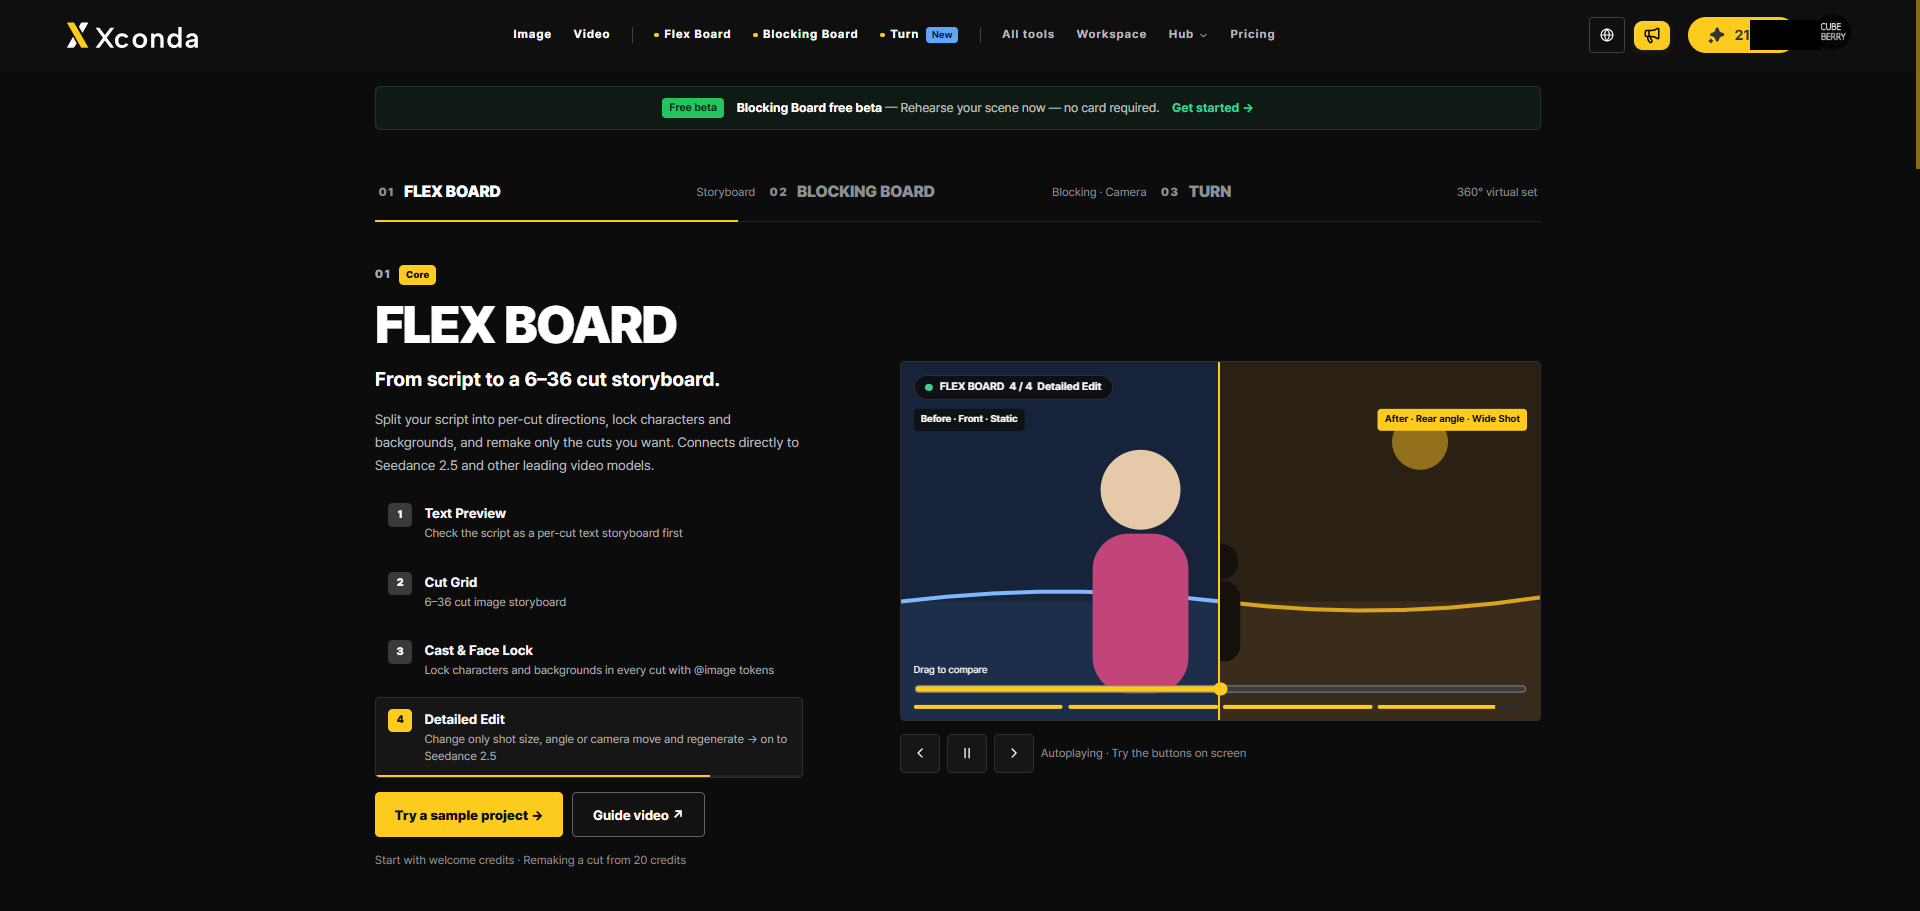 Xconda
Image Video Flex Board Blocking Board Turn New All tools Workspace Hub Pricing
21
CUBE
BERRY
Free beta Blocking Board free beta — Rehearse your scene now — no card required. Get started →
01 FLEX BOARD Storyboard 02 BLOCKING BOARD Blocking · Camera 03 TURN 360° virtual set
01 Core
FLEX BOARD
From script to a 6–36 cut storyboard.
Split your script into per-cut directions, lock characters and
backgrounds, and remake only the cuts you want. Connects directly to
Seedance 2.5 and other leading video models.
1 Text Preview
Check the script as a per-cut text storyboard first
2 Cut Grid
6–36 cut image storyboard
3 Cast & Face Lock
Lock characters and backgrounds in every cut with @image tokens
4 Detailed Edit
Change only shot size, angle or camera move and regenerate → on to
Seedance 2.5
Try a sample project → Guide video ↗
Start with welcome credits · Remaking a cut from 20 credits
FLEX BOARD 4 / 4 Detailed Edit
Before · Front · Static After · Rear angle · Wide Shot
Drag to compare
Autoplaying · Try the buttons on screen